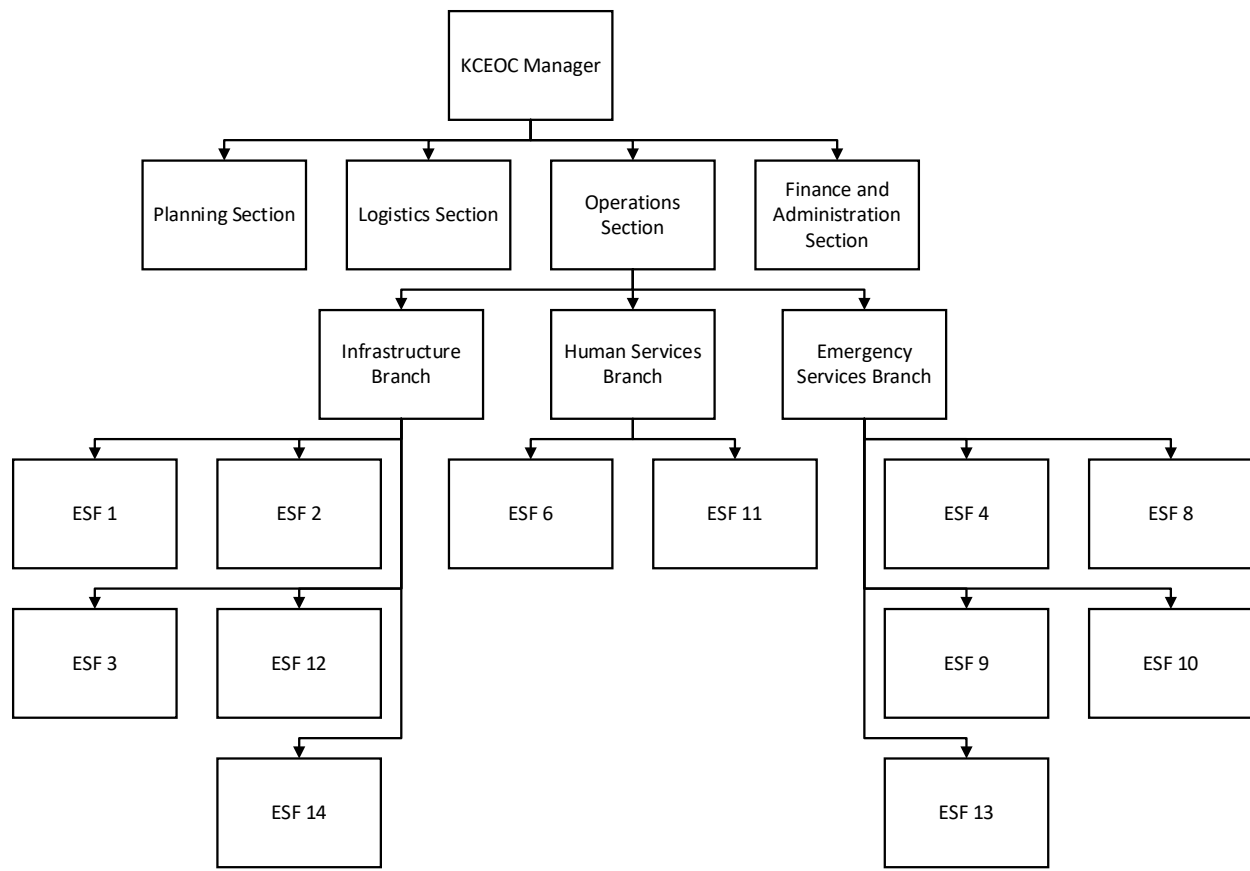 KCEOC Manager
Planning Section
Logistics Section
Operations
Section
Finance and
Administration
Section
Infrastructure
Branch
Human Services
Branch
Emergency
Services Branch
ESF 1
ESF 2
ESF 6
ESF 11
ESF 4
ESF 8
ESF 3
ESF 12
ESF 9
ESF 10
ESF 14
ESF 13